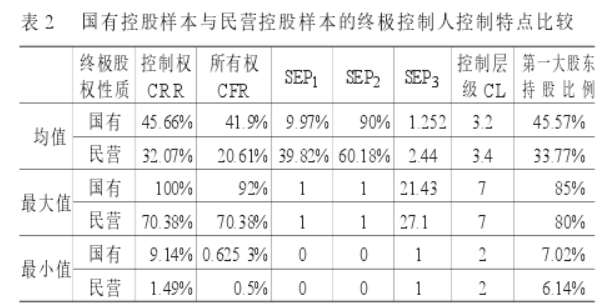 表 2 国有控股样本与民营控股样本的终极控制人控制特点比较
终极股权性质 控制权 CRR 所有权 CFR SEP1 SEP2 SEP3 控制层级 CL 第一大股东持股比例
均值 国有 45.66% 41.9% 9.97% 90% 1.252 3.2 45.57%
民营 32.07% 20.61% 39.82% 60.18% 2.44 3.4 33.77%
最大值 国有 100% 92% 1 1 21.43 7 85%
民营 70.38% 70.38% 1 1 27.1 7 80%
最小值 国有 9.14% 0.625 3% 0 0 1 2 7.02%
民营 1.49% 0.5% 0 0 1 2 6.14%